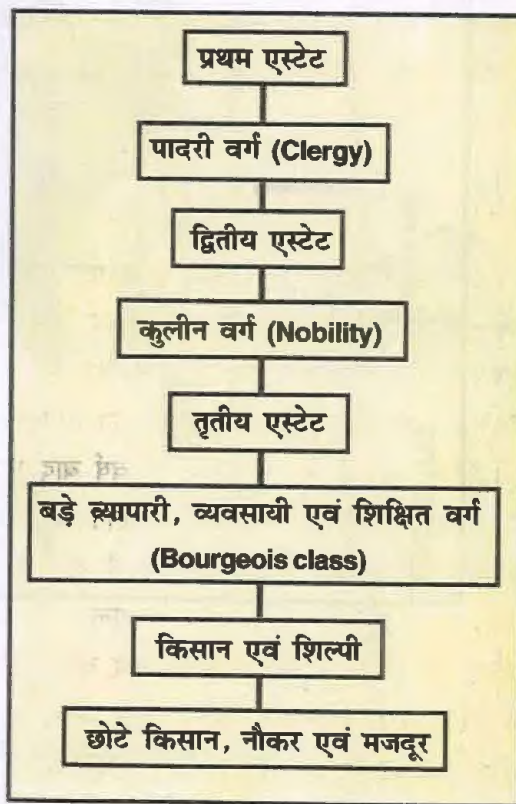 प्रथम एस्टेट
पादरी वर्ग (Clergy)
द्वितीय एस्टेट
कुलीन वर्ग (Nobility)
तृतीय एस्टेट
बड़े व्यापारी, व्यवसायी एवं शिक्षित वर्ग
(Bourgeois class)
किसान एवं शिल्पी
छोटे किसान, नौकर एवं मजदूर